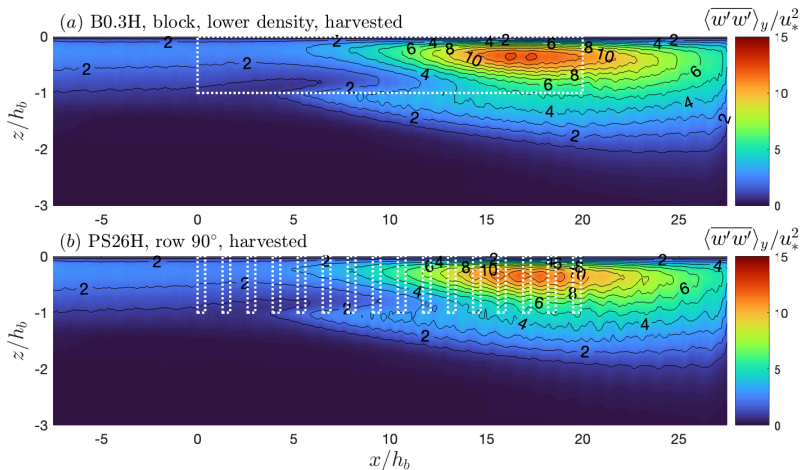 (a) B0.3H, block, lower density, harvested
⟨w′w′⟩y/u*²
0
-1
-2
-3
z/hb
-5 0 5 10 15 20 25
2 2 2 2 2 4 6 8 10 4 2 6 8 10 8 6 6 4 4 2 2
15
10
5
0
(b) PS26H, row 90°, harvested
⟨w′w′⟩y/u*²
0
-1
-2
-3
z/hb
2 2 2 2 2 4 6 8 10 6 8 6 4 4 2
15
10
5
0
-5 0 5 10 15 20 25
x/hb